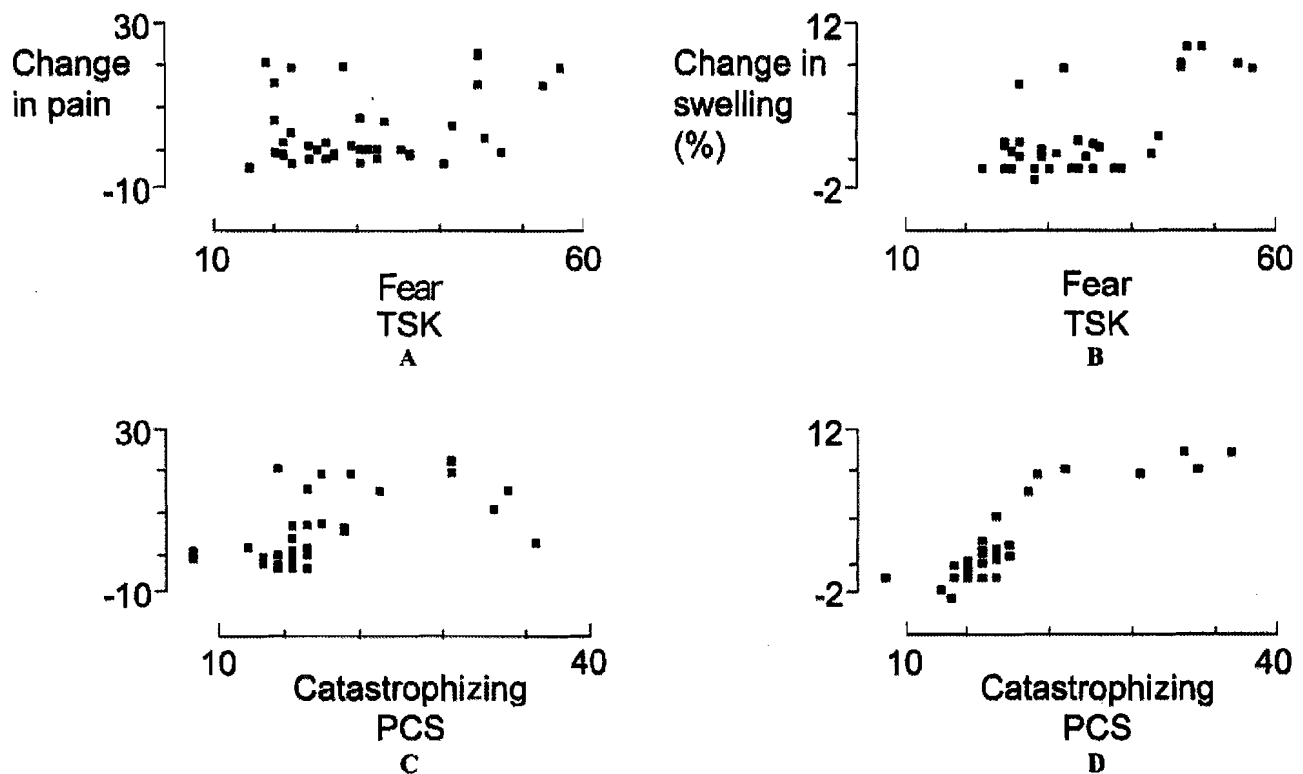 30
Change
in pain
-10
10
60
Fear
TSK
A
12
Change in
swelling
(%)
-2
10
60
Fear
TSK
B
30
-10
10
40
Catastrophizing
PCS
C
12
-2
10
40
Catastrophizing
PCS
D